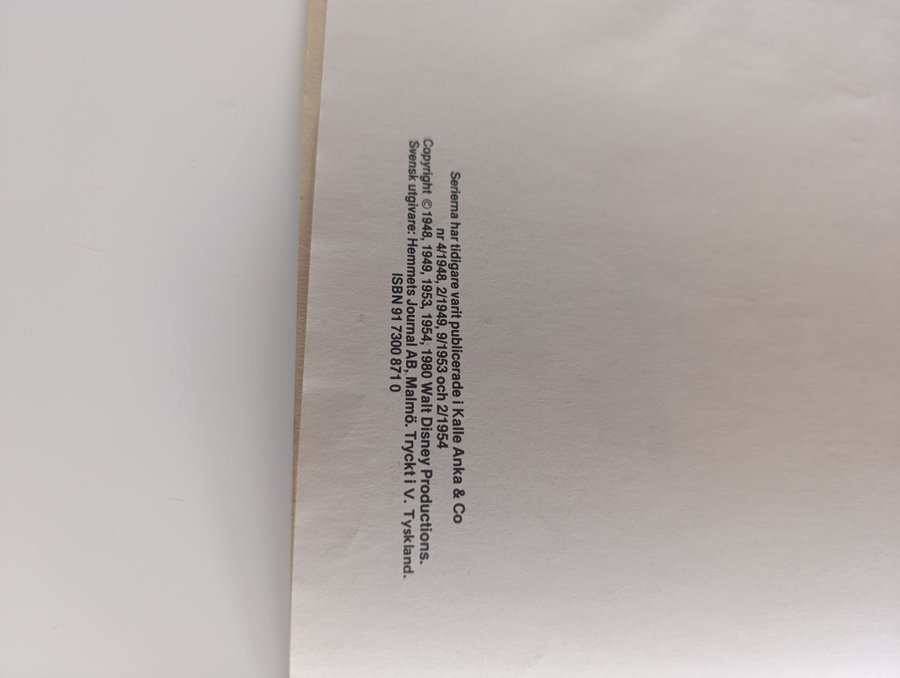 Serierna har tidigare varit publicerade i Kalle Anka & Co
nr 4/1948, 2/1949, 9/1953 och 2/1954
Copyright © 1948, 1949, 1953, 1954, 1980 Walt Disney Productions.
Svensk utgivare: Hemmets Journal AB, Malmö. Tryckt i V. Tyskland.
ISBN 91 7300 871 0